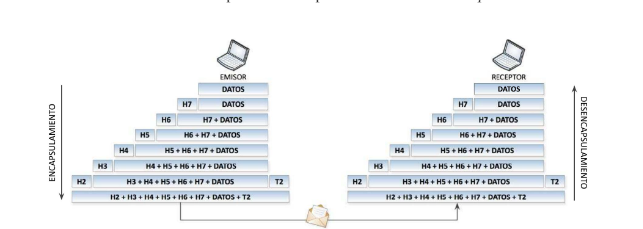 EMISOR
DATOS
H7 DATOS
H6 H7 + DATOS
H5 H6 + H7 + DATOS
H4 H5 + H6 + H7 + DATOS
H3 H4 + H5 + H6 + H7 + DATOS
H2 H3 + H4 + H5 + H6 + H7 + DATOS T2
H2 + H3 + H4 + H5 + H6 + H7 + DATOS + T2
ENCAPSULAMIENTO
RECEPTOR
DATOS
H7 DATOS
H6 H7 + DATOS
H5 H6 + H7 + DATOS
H4 H5 + H6 + H7 + DATOS
H3 H4 + H5 + H6 + H7 + DATOS
H2 H3 + H4 + H5 + H6 + H7 + DATOS T2
H2 + H3 + H4 + H5 + H6 + H7 + DATOS + T2
DESENCAPSULAMIENTO